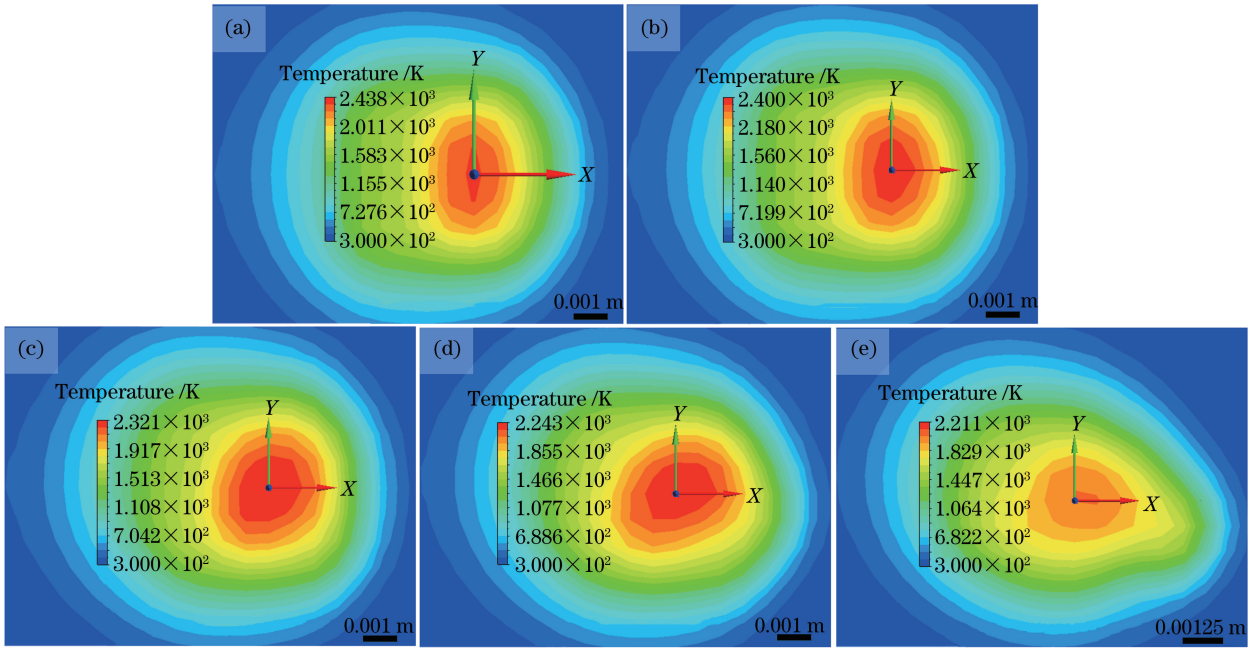 (a)
Temperature /K
2.438×10³
2.011×10³
1.583×10³
1.155×10³
7.276×10²
3.000×10²
Y
X
0.001 m
(b)
Temperature /K
2.400×10³
2.180×10³
1.560×10³
1.140×10³
7.199×10²
3.000×10²
Y
X
0.001 m
(c)
Temperature /K
2.321×10³
1.917×10³
1.513×10³
1.108×10³
7.042×10²
3.000×10²
Y
X
0.001 m
(d)
Temperature /K
2.243×10³
1.855×10³
1.466×10³
1.077×10³
6.886×10²
3.000×10²
Y
X
0.001 m
(e)
Temperature /K
2.211×10³
1.829×10³
1.447×10³
1.064×10³
6.822×10²
3.000×10²
Y
X
0.00125 m